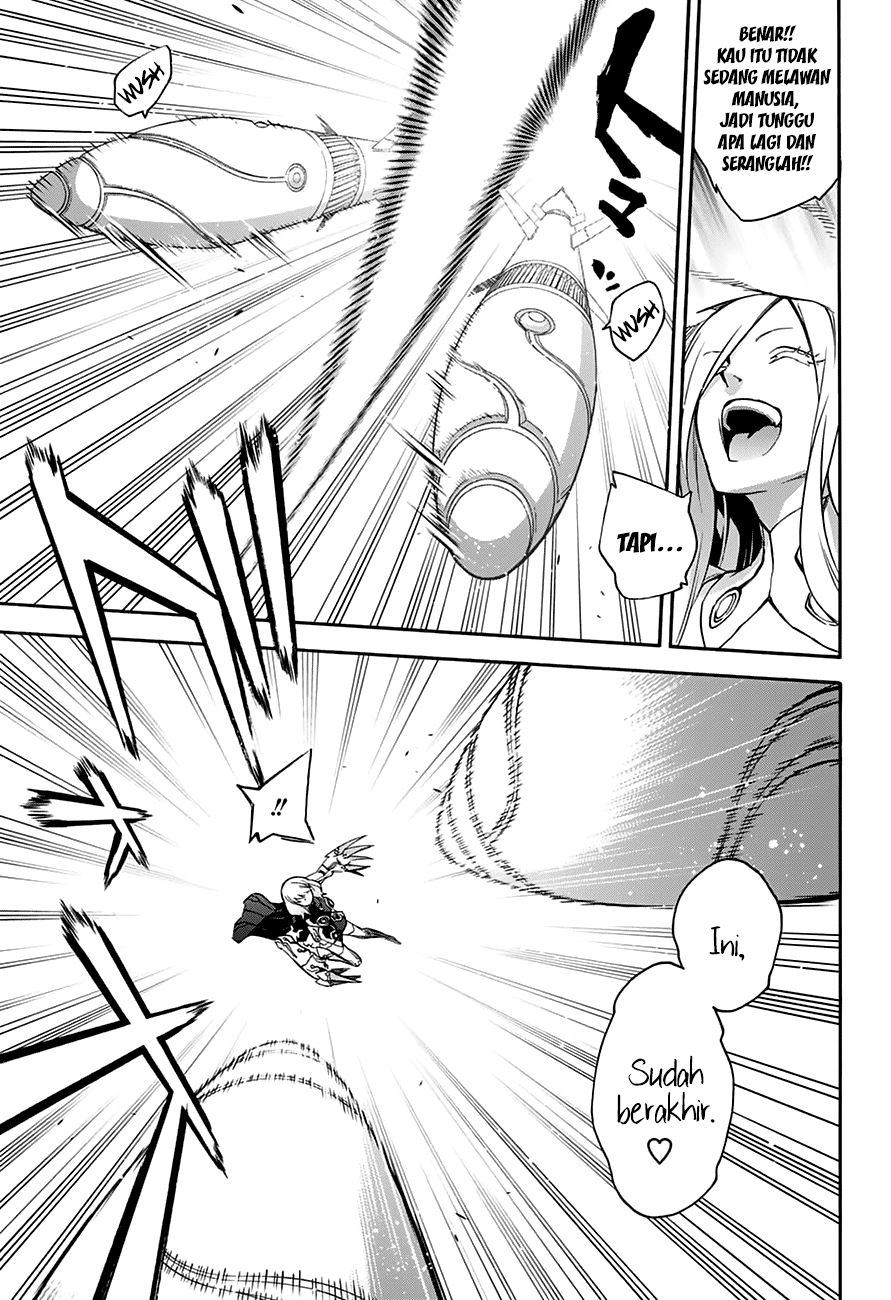 BENAR!!
KAU ITU TIDAK
SEDANG MELAWAN
MANUSIA,
JADI TUNGGU
APA LAGI DAN
SERANGLAH!!
WUSH
WUSH
TAPI...
!!
Ini,
Sudah
berakhir.
♡